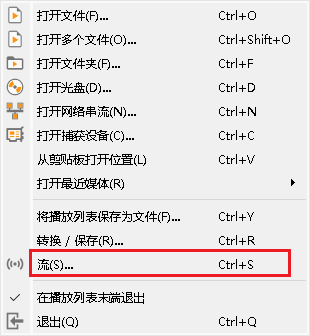 打开文件(F)... Ctrl+O
打开多个文件(O)... Ctrl+Shift+O
打开文件夹(F)... Ctrl+F
打开光盘(D)... Ctrl+D
打开网络串流(N)... Ctrl+N
打开捕获设备(C)... Ctrl+C
从剪贴板打开位置(L) Ctrl+V
打开最近媒体(R)
将播放列表保存为文件(F)... Ctrl+Y
转换 / 保存(R)... Ctrl+R
流(S)... Ctrl+S
在播放列表末端退出
退出(Q) Ctrl+Q